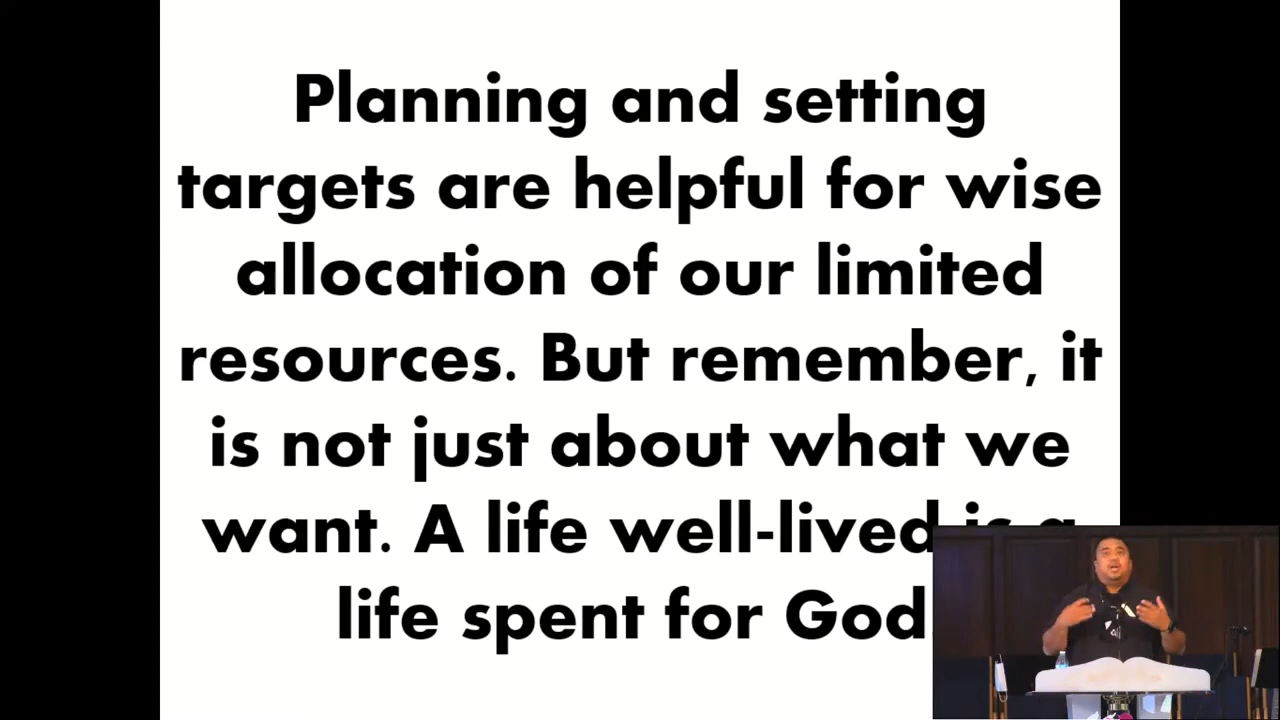 Planning and setting
targets are helpful for wise
allocation of our limited
resources. But remember, it
is not just about what we
want. A life well-lived is a
life spent for God.